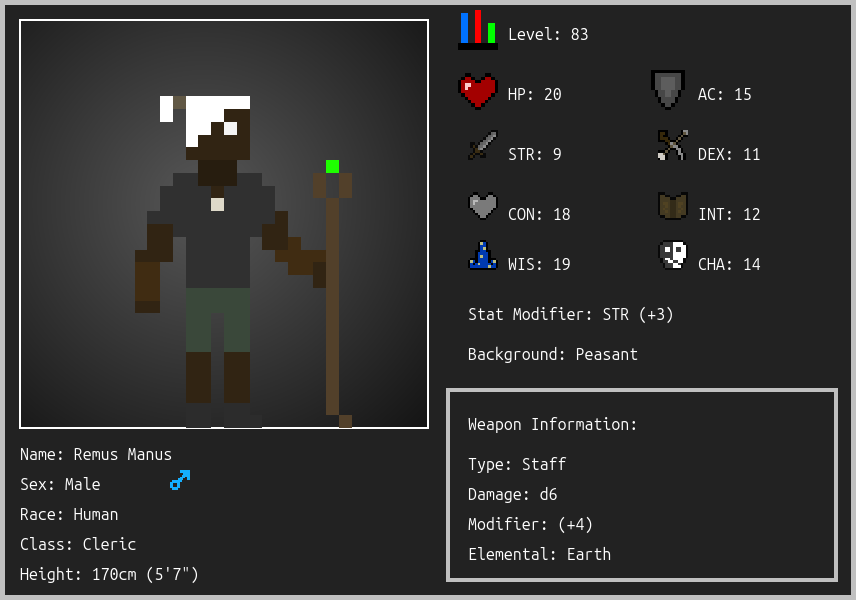 Level: 83
HP: 20
AC: 15
STR: 9
DEX: 11
CON: 18
INT: 12
WIS: 19
CHA: 14
Stat Modifier: STR (+3)
Background: Peasant
Weapon Information:
Type: Staff
Damage: d6
Modifier: (+4)
Elemental: Earth
Name: Remus Manus
Sex: Male
Race: Human
Class: Cleric
Height: 170cm (5'7")